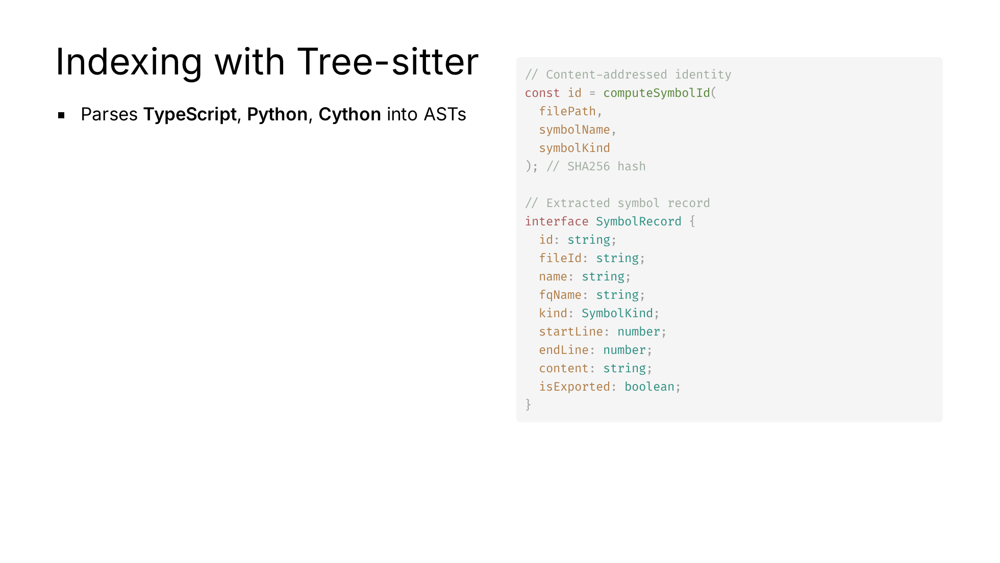 Indexing with Tree-sitter
▪ Parses TypeScript, Python, Cython into ASTs
// Content-addressed identity
const id = computeSymbolId(
  filePath,
  symbolName,
  symbolKind
); // SHA256 hash

// Extracted symbol record
interface SymbolRecord {
  id: string;
  fileId: string;
  name: string;
  fqName: string;
  kind: SymbolKind;
  startLine: number;
  endLine: number;
  content: string;
  isExported: boolean;
}